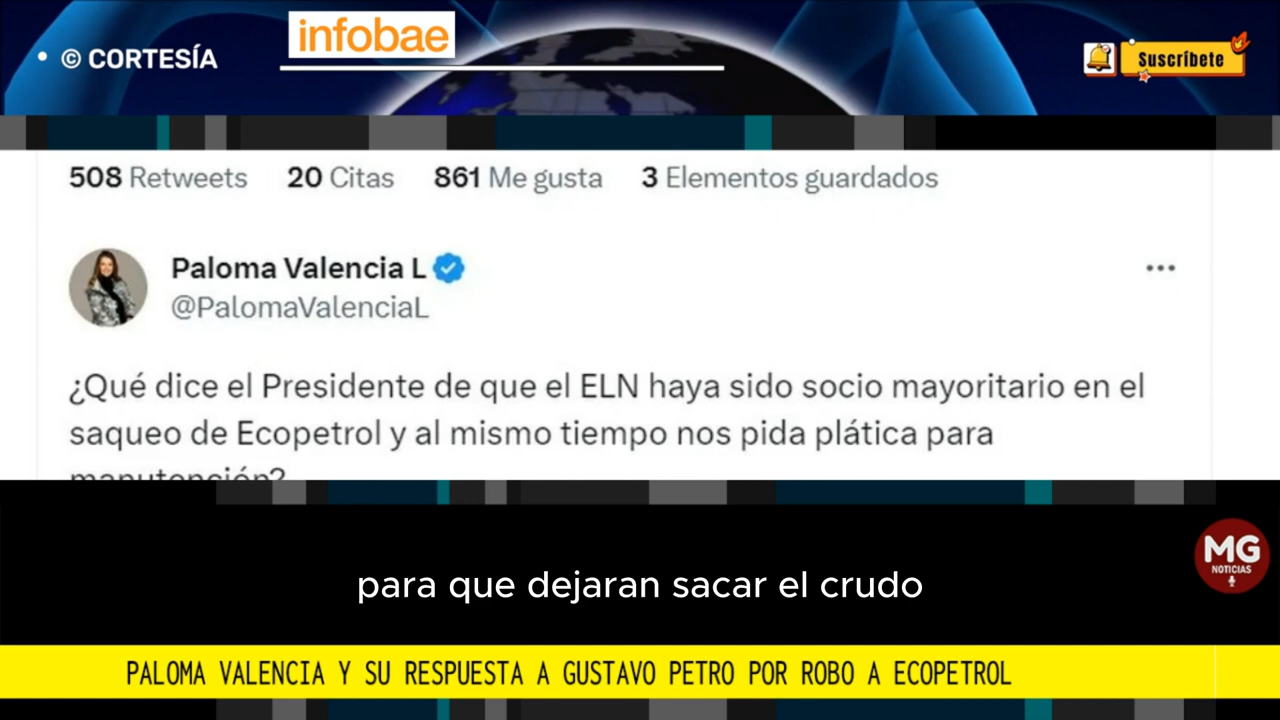 • © CORTESÍA
infobae
Suscríbete
508 Retweets 20 Citas 861 Me gusta 3 Elementos guardados
Paloma Valencia L
@PalomaValenciaL
¿Qué dice el Presidente de que el ELN haya sido socio mayoritario en el
saqueo de Ecopetrol y al mismo tiempo nos pida plática para
manutención?
para que dejaran sacar el crudo
MG
NOTICIAS
PALOMA VALENCIA Y SU RESPUESTA A GUSTAVO PETRO POR ROBO A ECOPETROL